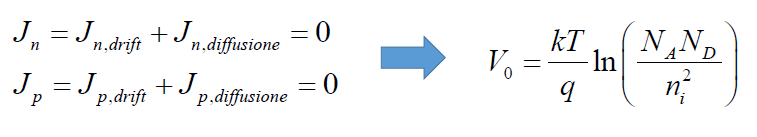 J_n = J_{n,drift} + J_{n,diffusione} = 0
J_p = J_{p,drift} + J_{p,diffusione} = 0
V_0 = \frac{kT}{q} \ln\left(\frac{N_A N_D}{n_i^2}\right)